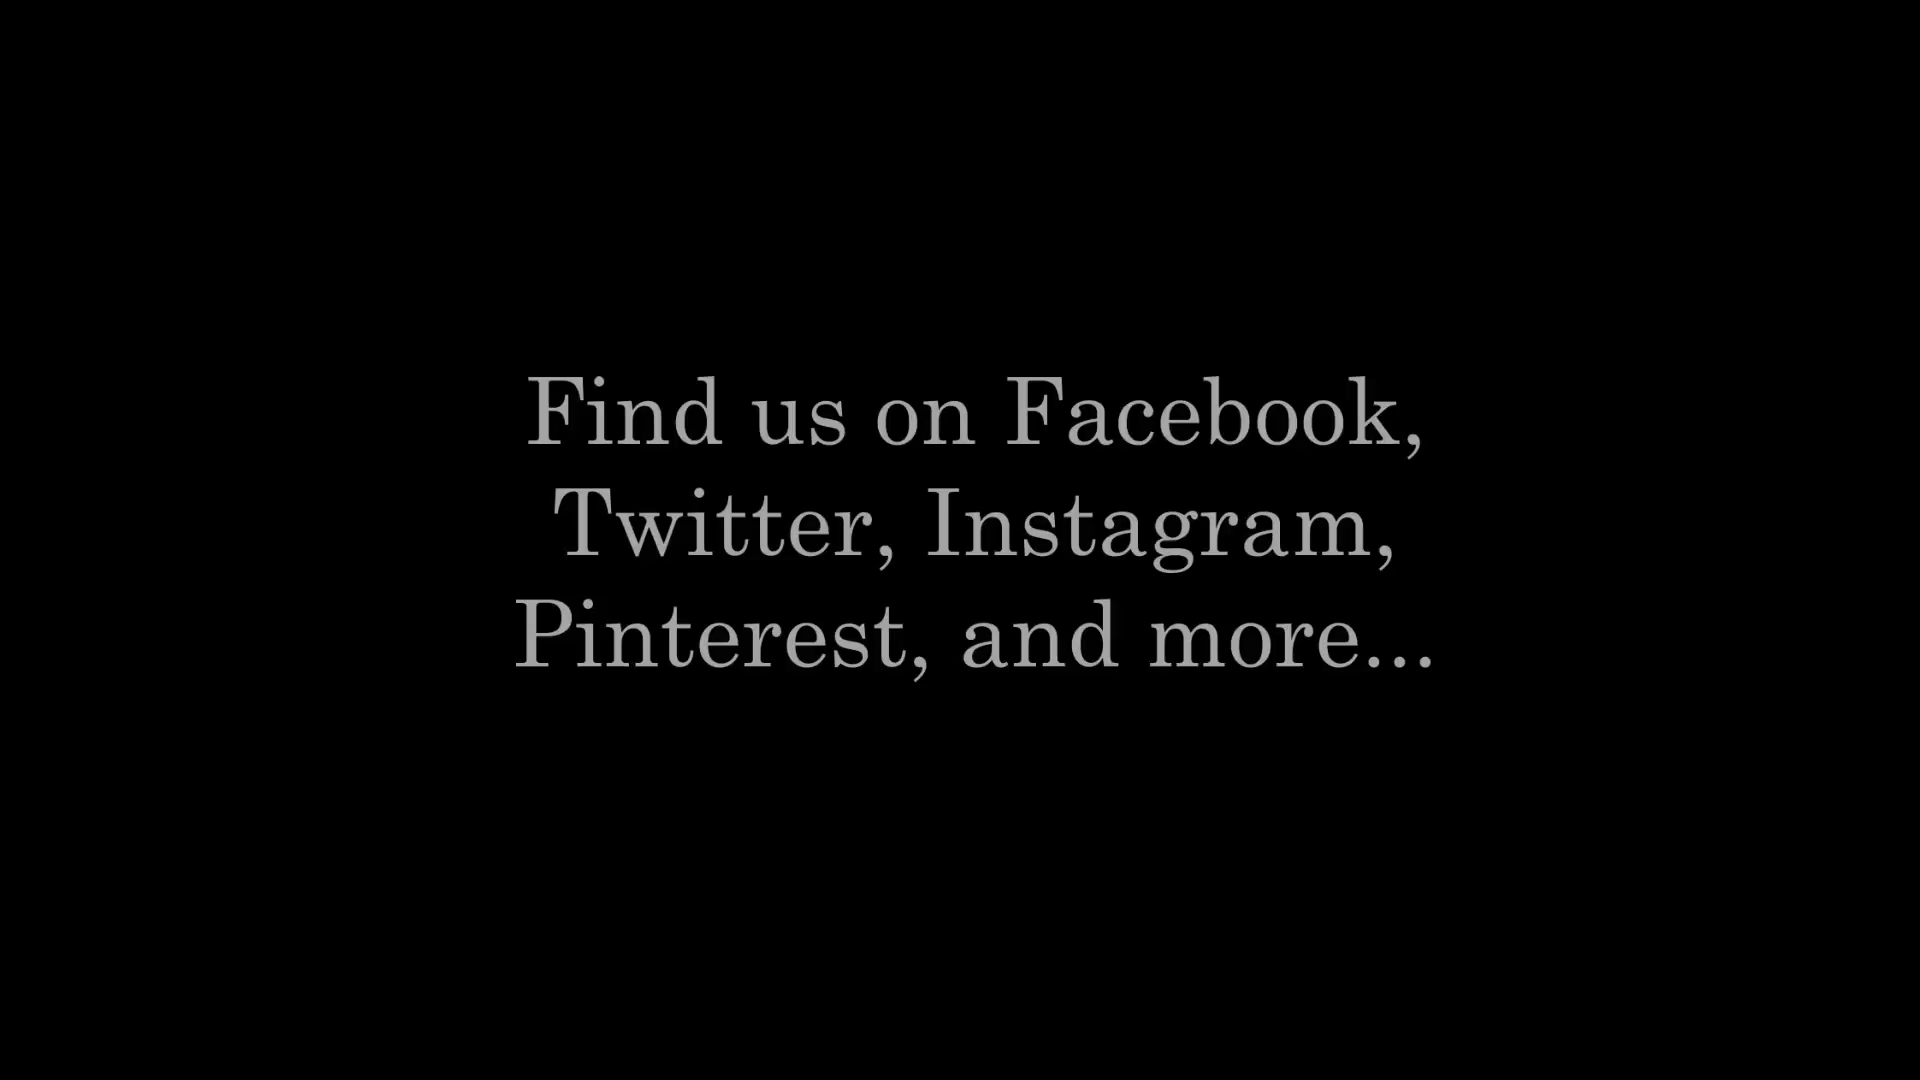 Find us on Facebook,
Twitter, Instagram,
Pinterest, and more...